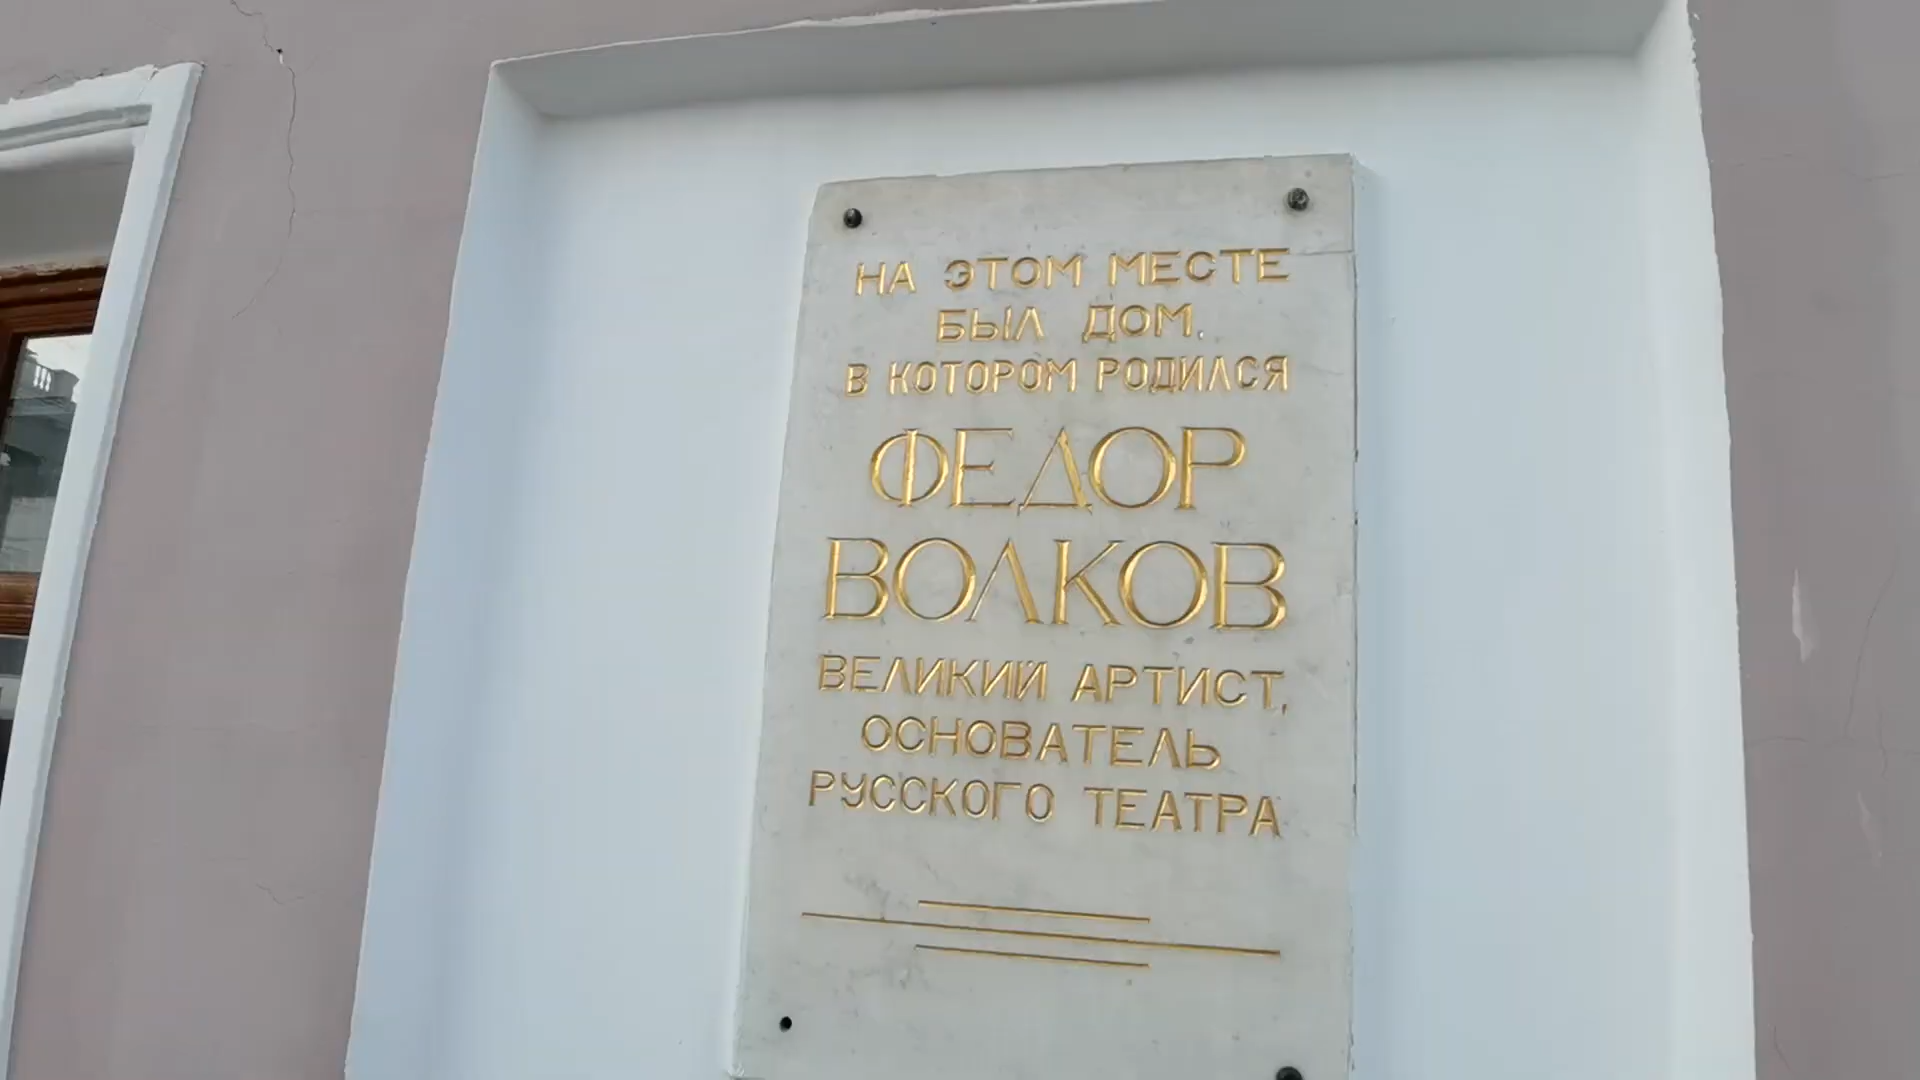 НА ЭТОМ МЕСТЕ
БЫЛ ДОМ,
В КОТОРОМ РОДИЛСЯ
ФЕДОР
ВОЛКОВ
ВЕЛИКИЙ АРТИСТ,
ОСНОВАТЕЛЬ
РУССКОГО ТЕАТРА